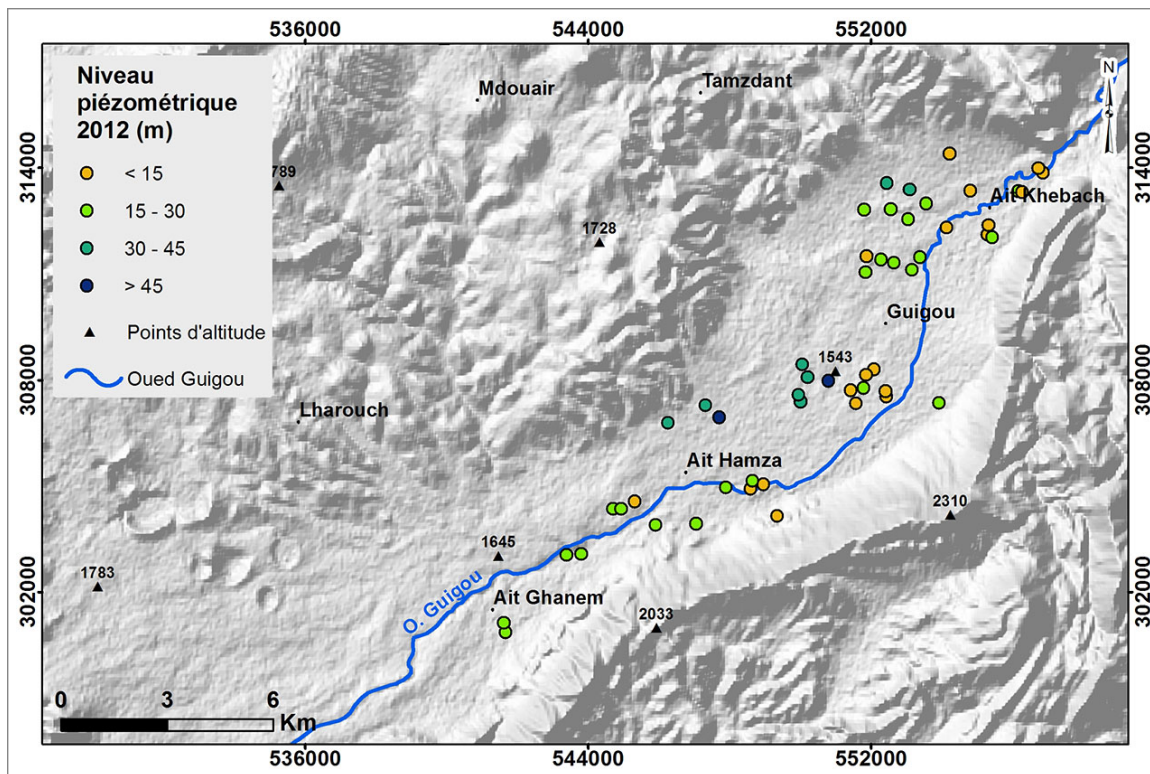 536000 544000 552000
Niveau
piézométrique
2012 (m)
< 15
15 - 30
30 - 45
> 45
Points d'altitude
Oued Guigou
N
Mdouair
Tamzdant
314000
314000
789
Ait Khebach
1728
Guigou
1543
308000
308000
Lharouch
Ait Hamza
2310
1645
1783
O. Guigou
Ait Ghanem
302000
302000
2033
0 3 6
Km
536000 544000 552000